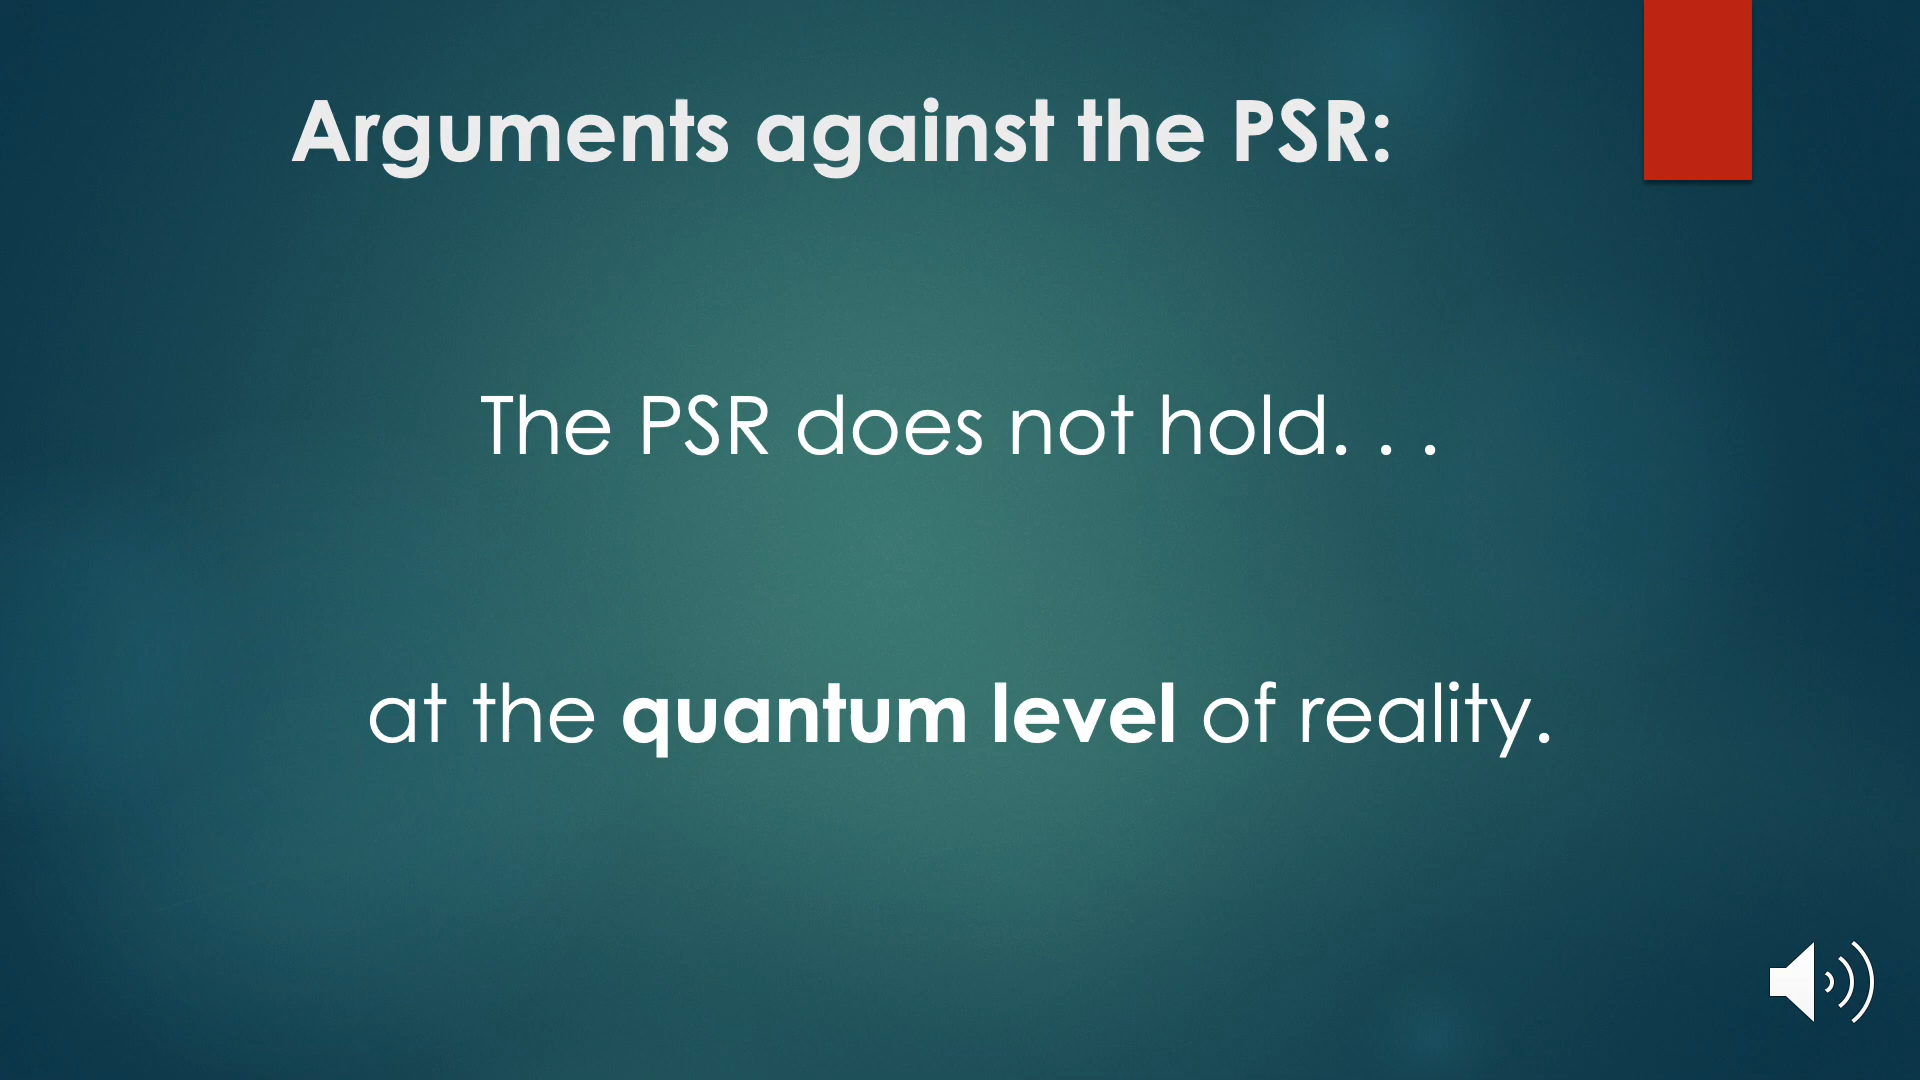 Arguments against the PSR:
The PSR does not hold. . .
at the quantum level of reality.